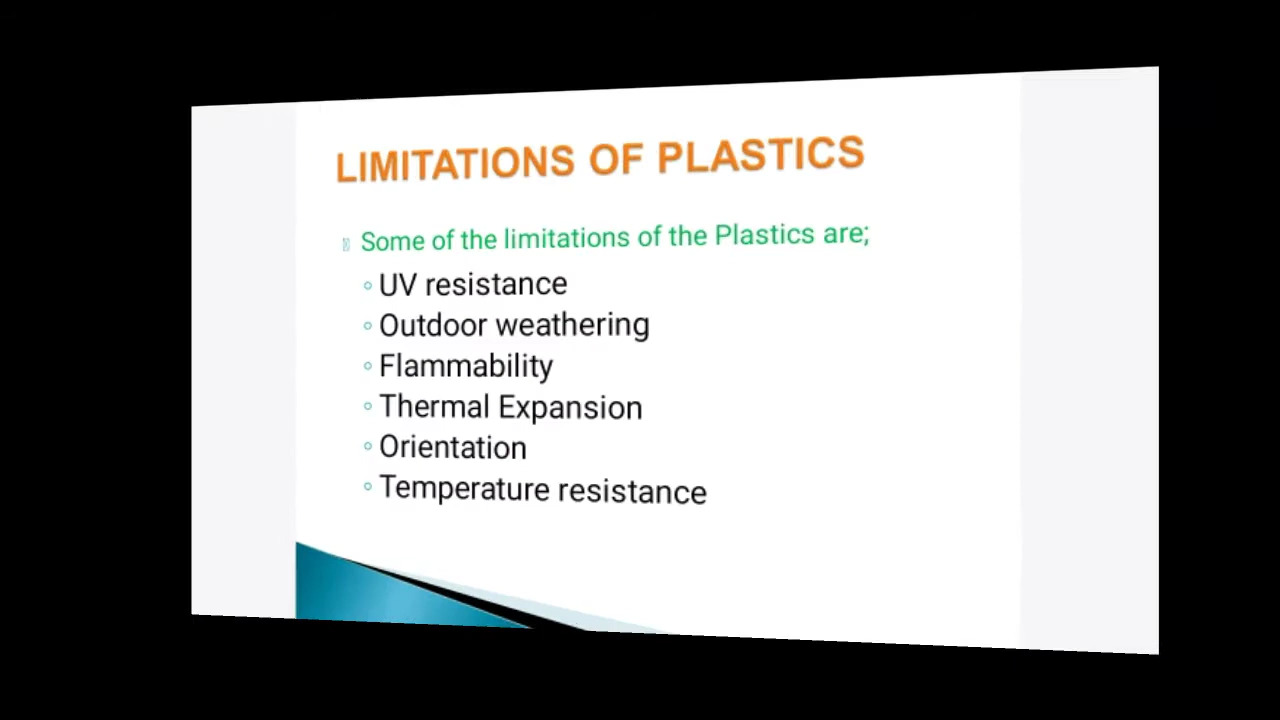 LIMITATIONS OF PLASTICS
Some of the limitations of the Plastics are;
UV resistance
Outdoor weathering
Flammability
Thermal Expansion
Orientation
Temperature resistance